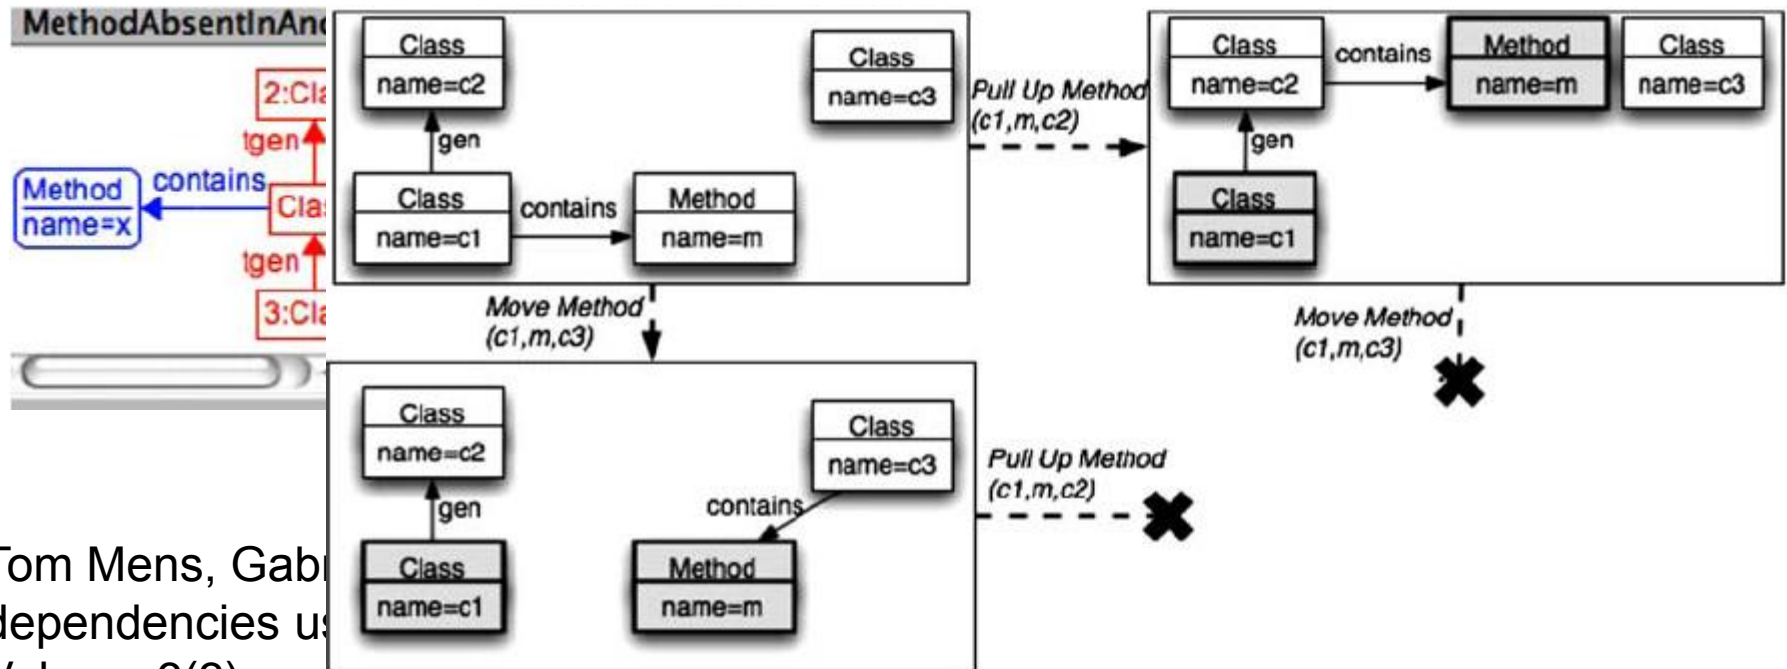 2:Cla
tgen
contains
Method
name=x
Cla
tgen
3:Cla
Class
name=c2
gen
Class
name=c1
contains
Method
name=m
Class
name=c3
Pull Up Method
(c1,m,c2)
Class
name=c2
contains
Method
name=m
Class
name=c3
gen
Class
name=c1
Move Method
(c1,m,c3)
Move Method
(c1,m,c3)
Class
name=c2
gen
Class
name=c1
contains
Class
name=c3
Method
name=m
Pull Up Method
(c1,m,c2)
Tom Mens, Gab
dependencies